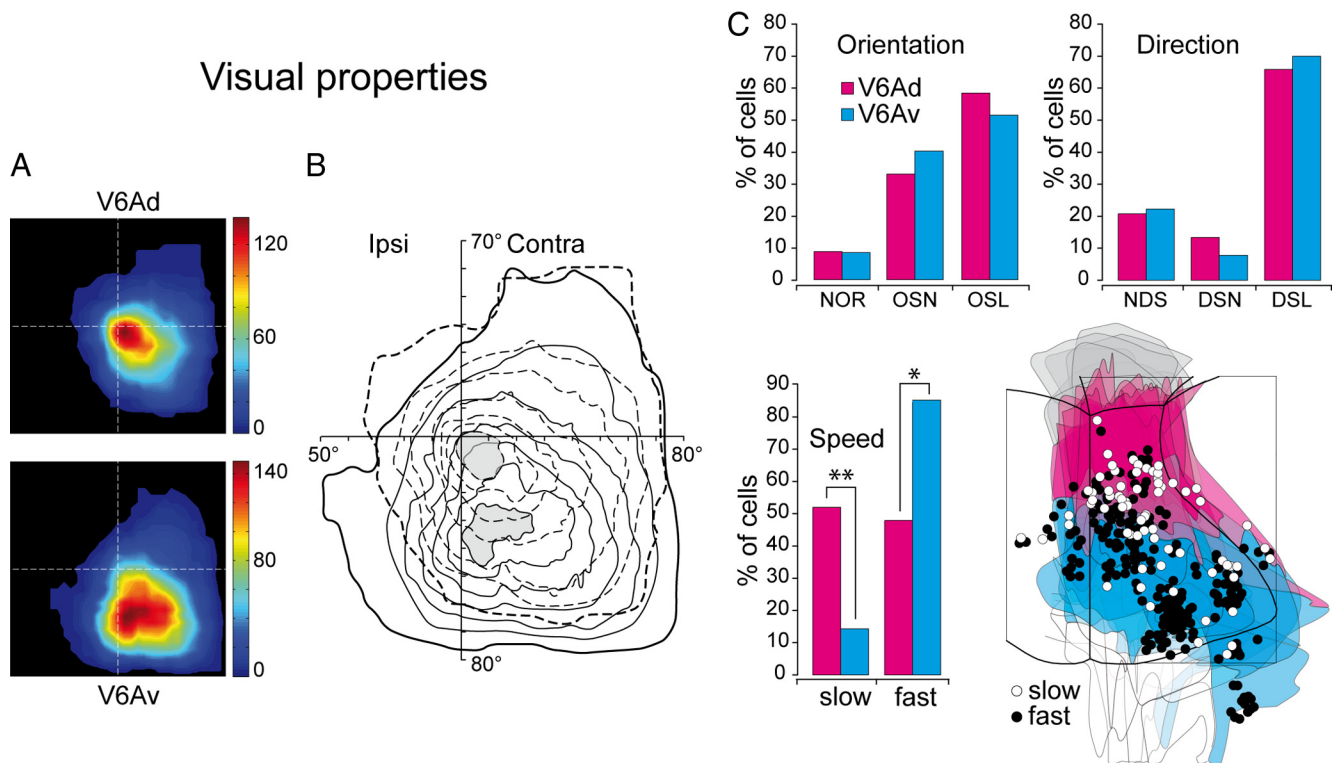 Visual properties
A
V6Ad
120
60
0
140
80
0
V6Av
B
Ipsi
70°
Contra
50°
80°
80°
C
80
70
60
50
40
30
20
10
0
% of cells
Orientation
V6Ad
V6Av
NOR OSN OSL
80
70
60
50
40
30
20
10
0
% of cells
Direction
NDS DSN DSL
90
80
70
60
50
40
30
20
10
0
% of cells
Speed
**
*
slow fast
slow
fast